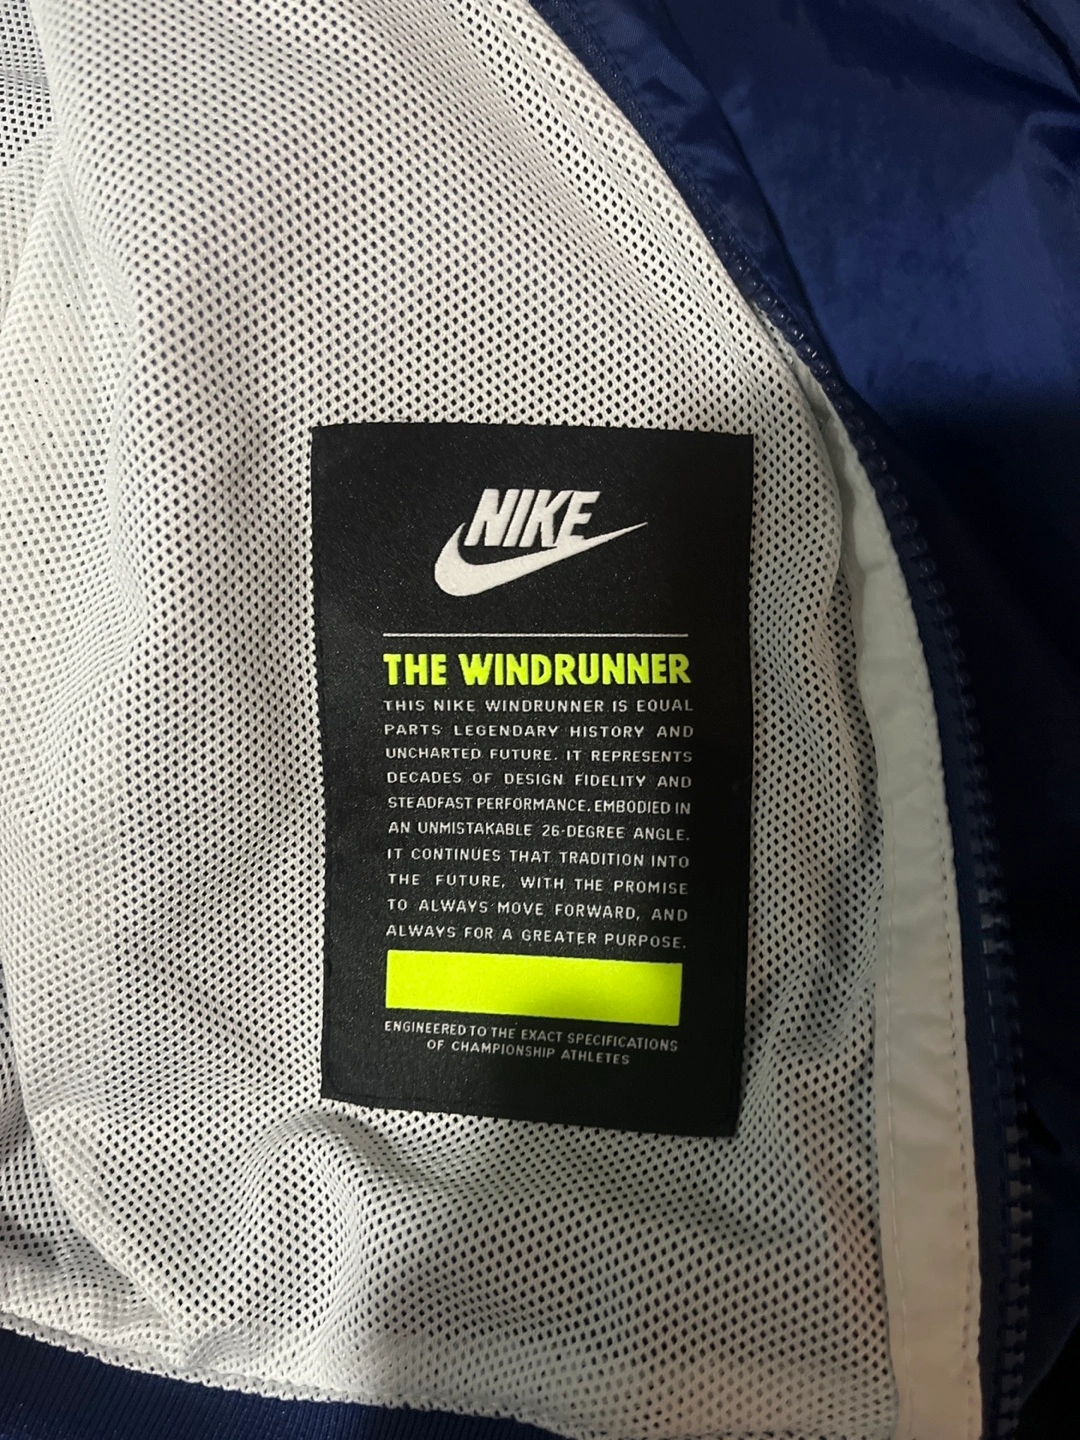 NIKE
THE WINDRUNNER
THIS NIKE WINDRUNNER IS EQUAL
PARTS LEGENDARY HISTORY AND
UNCHARTED FUTURE. IT REPRESENTS
DECADES OF DESIGN FIDELITY AND
STEADFAST PERFORMANCE. EMBODIED IN
AN UNMISTAKABLE 26-DEGREE ANGLE.
IT CONTINUES THAT TRADITION INTO
THE FUTURE, WITH THE PROMISE
TO ALWAYS MOVE FORWARD, AND
ALWAYS FOR A GREATER PURPOSE.
ENGINEERED TO THE EXACT SPECIFICATIONS
OF CHAMPIONSHIP ATHLETES